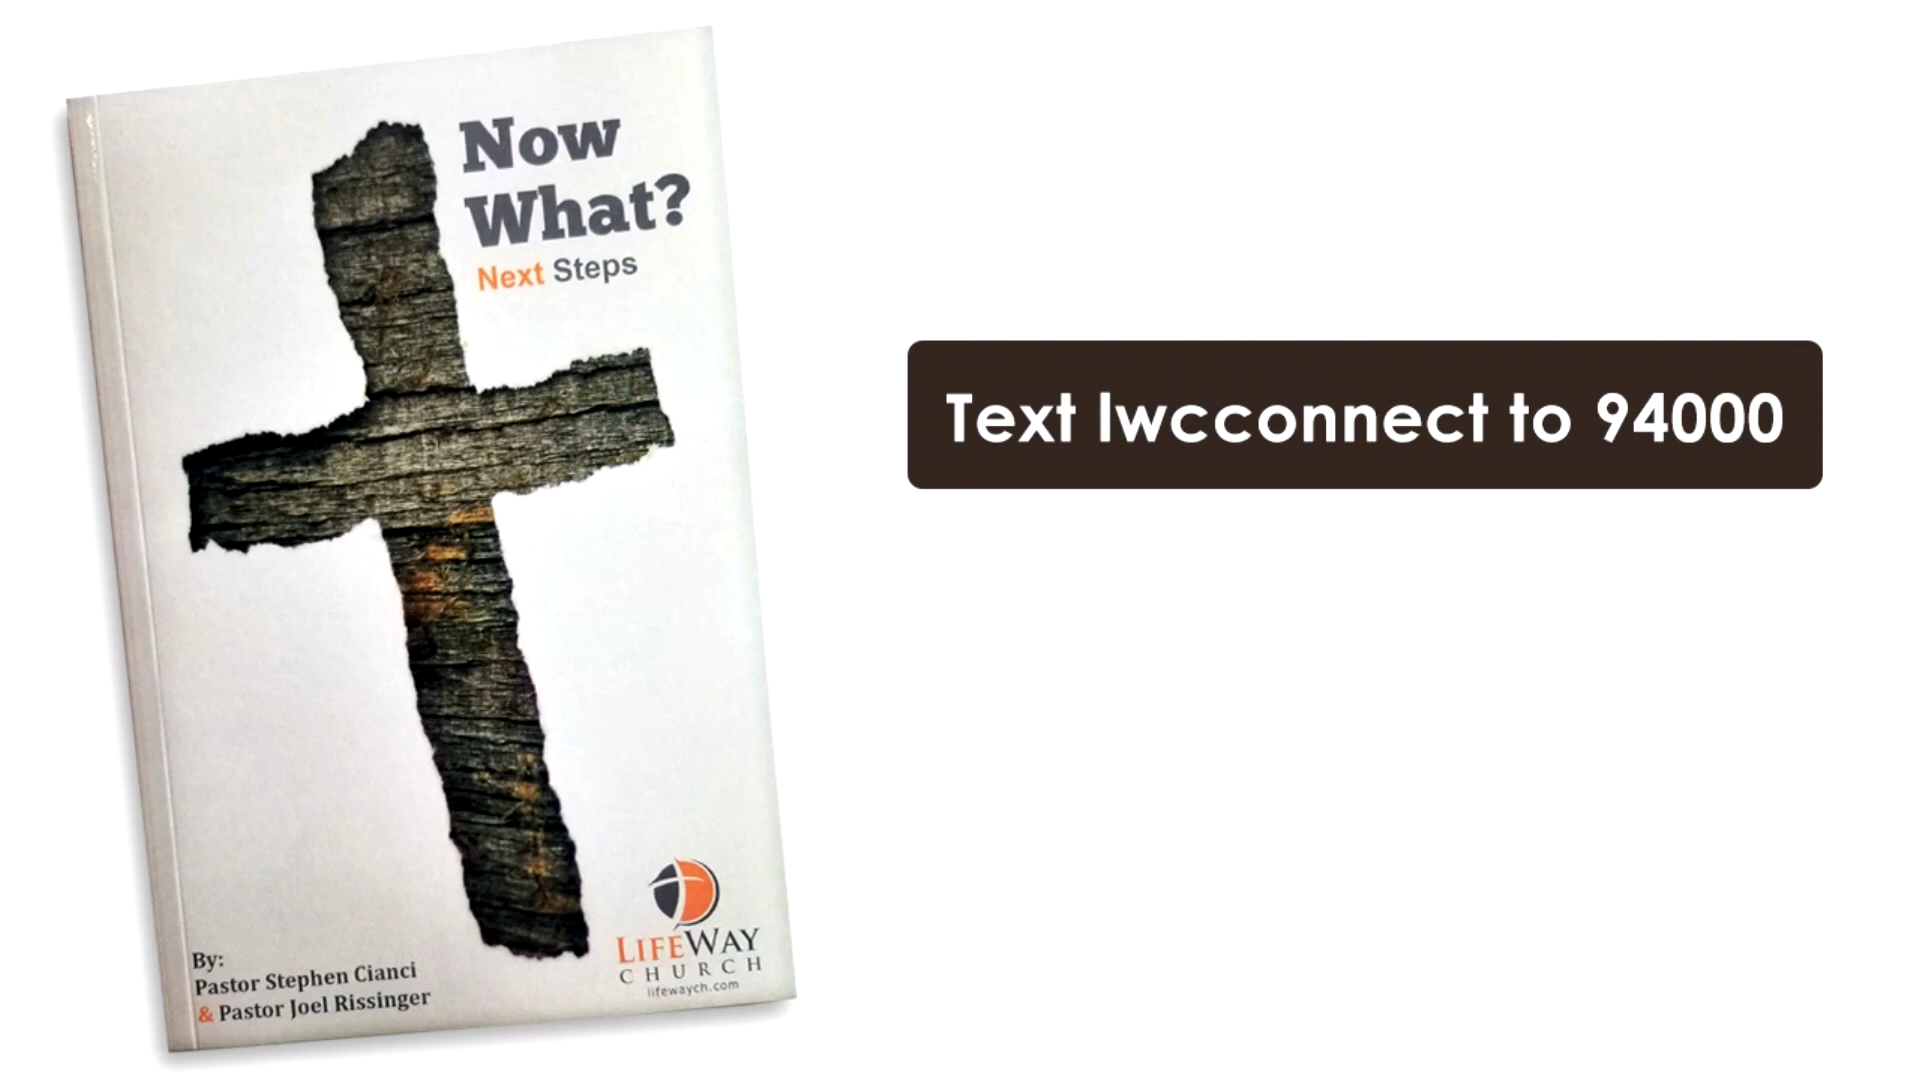 Now
What?
Next Steps
Text lwcconnect to 94000
LIFEWAY
CHURCH
lifewaych.com
By:
Pastor Stephen Cianci
& Pastor Joel Rissinger